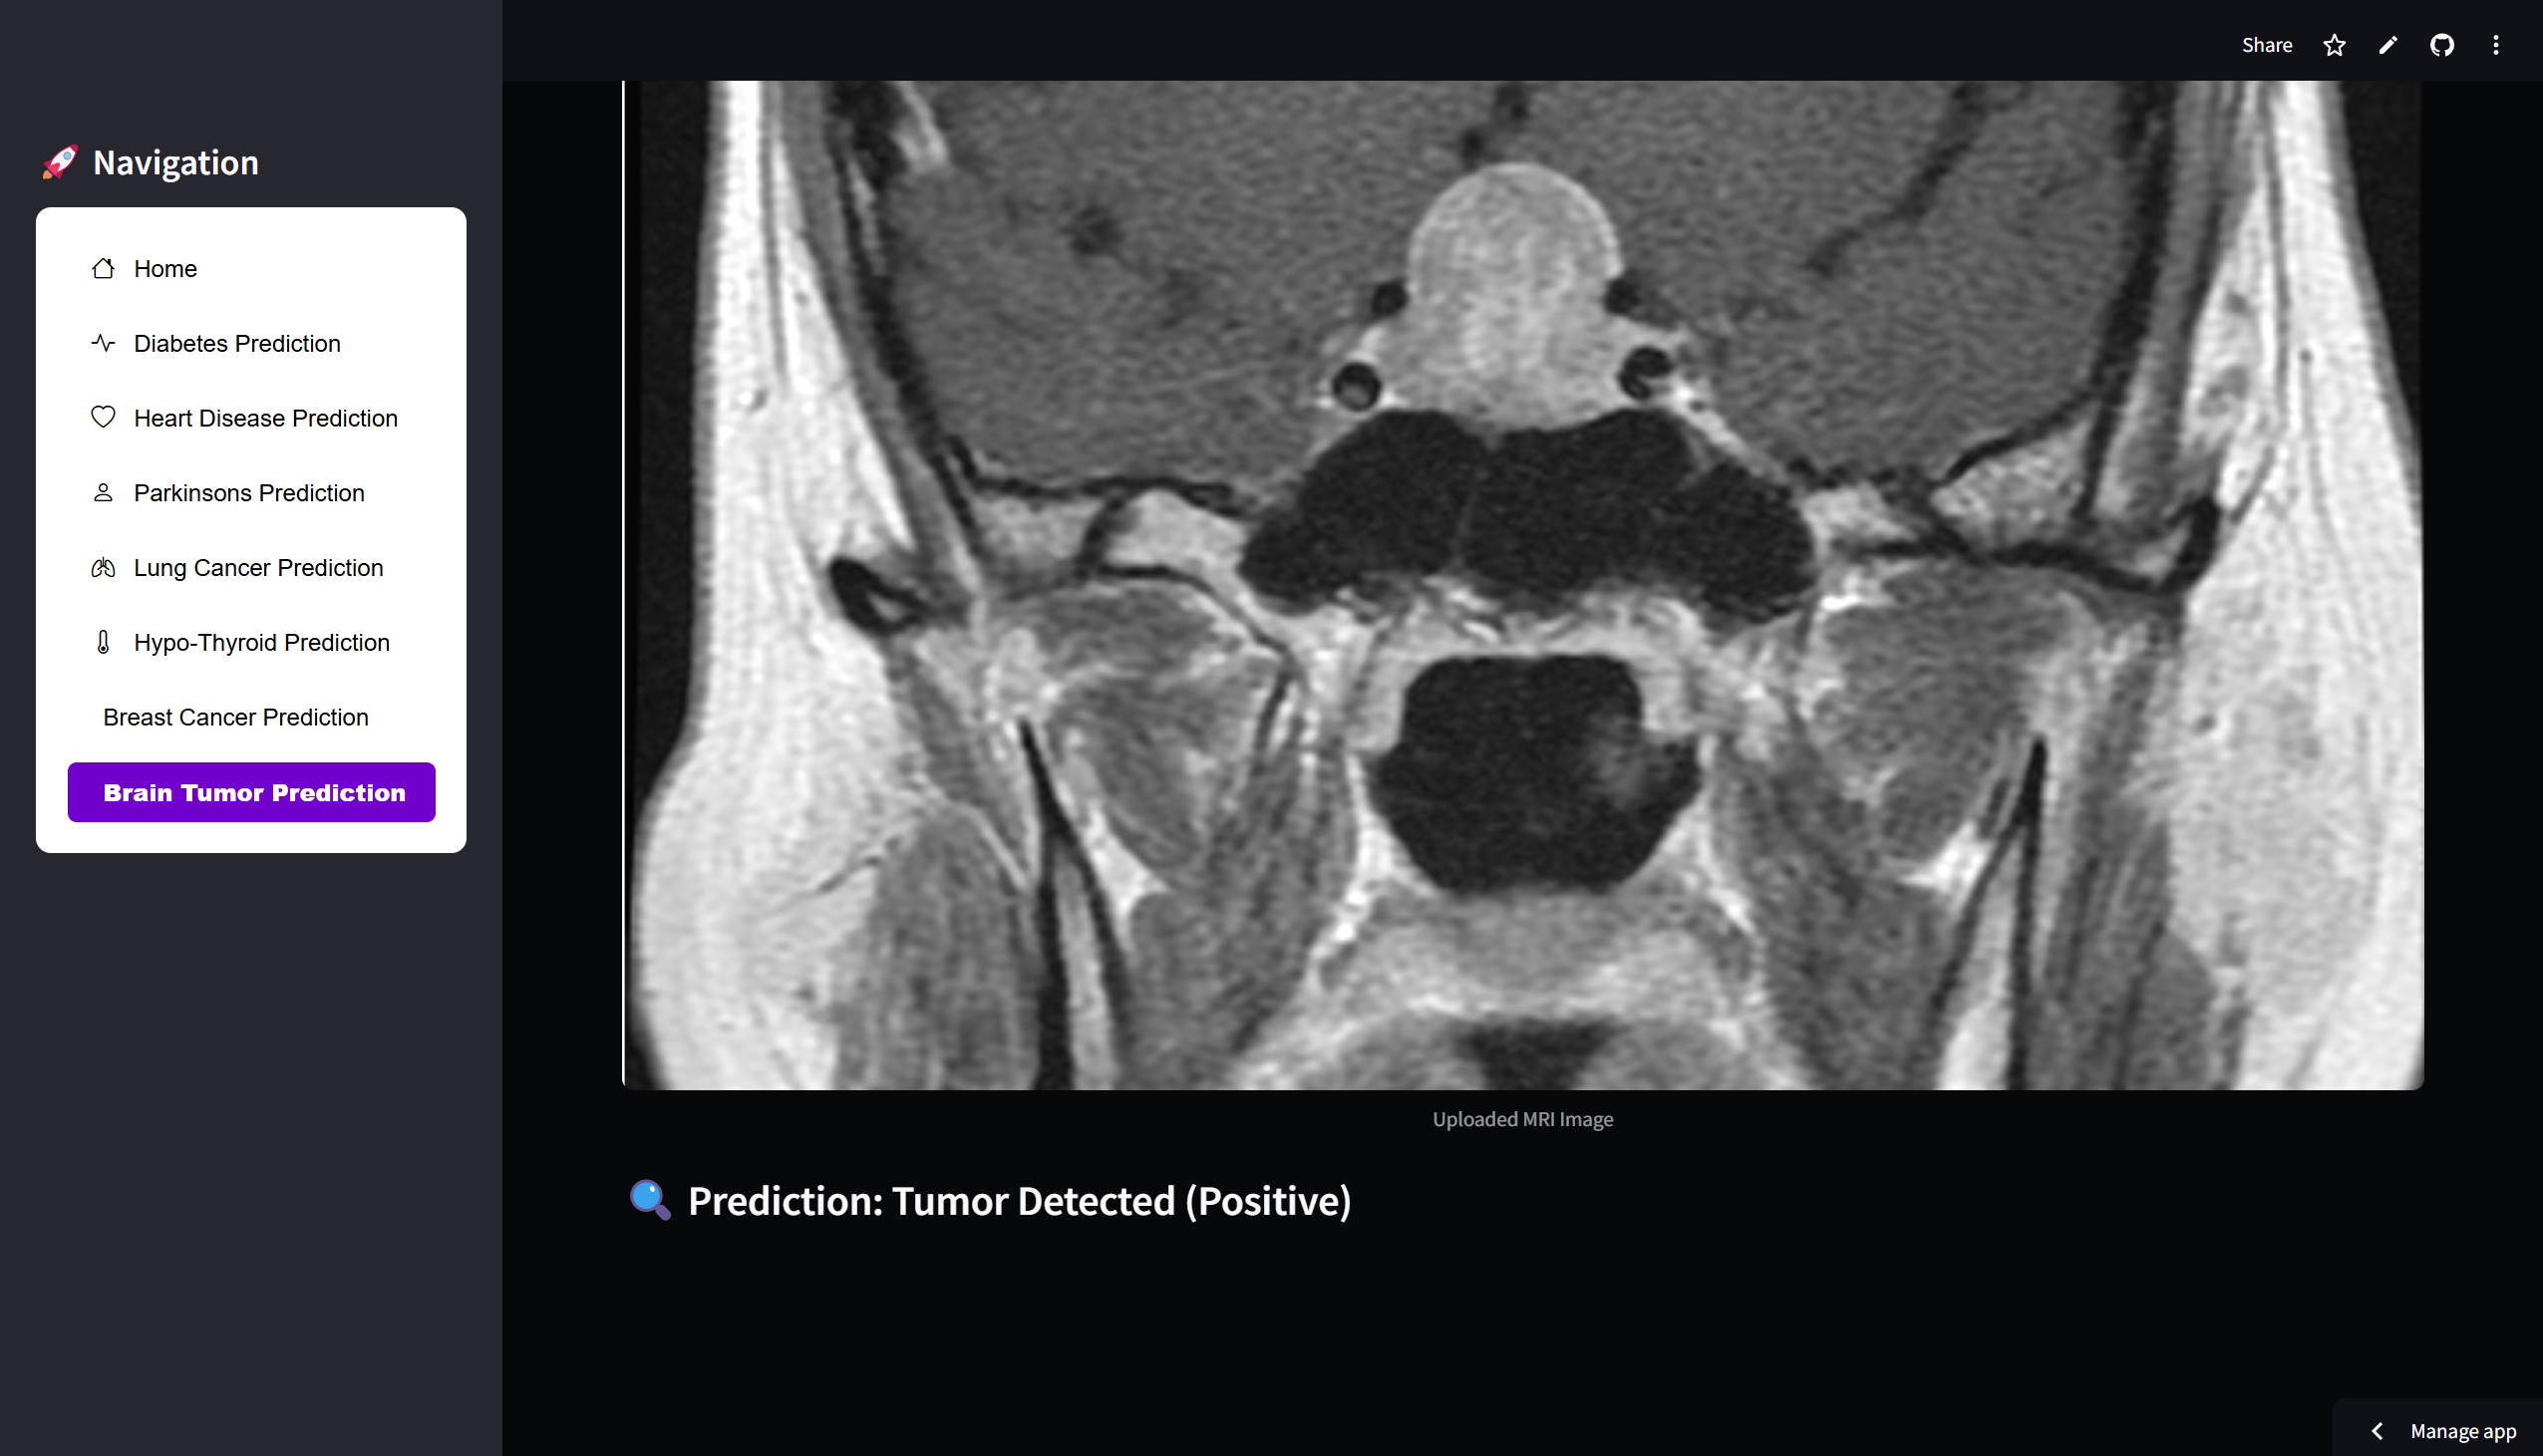 Share
Navigation
Home
Diabetes Prediction
Heart Disease Prediction
Parkinsons Prediction
Lung Cancer Prediction
Hypo-Thyroid Prediction
Breast Cancer Prediction
Brain Tumor Prediction
Uploaded MRI Image
Prediction: Tumor Detected (Positive)
Manage app